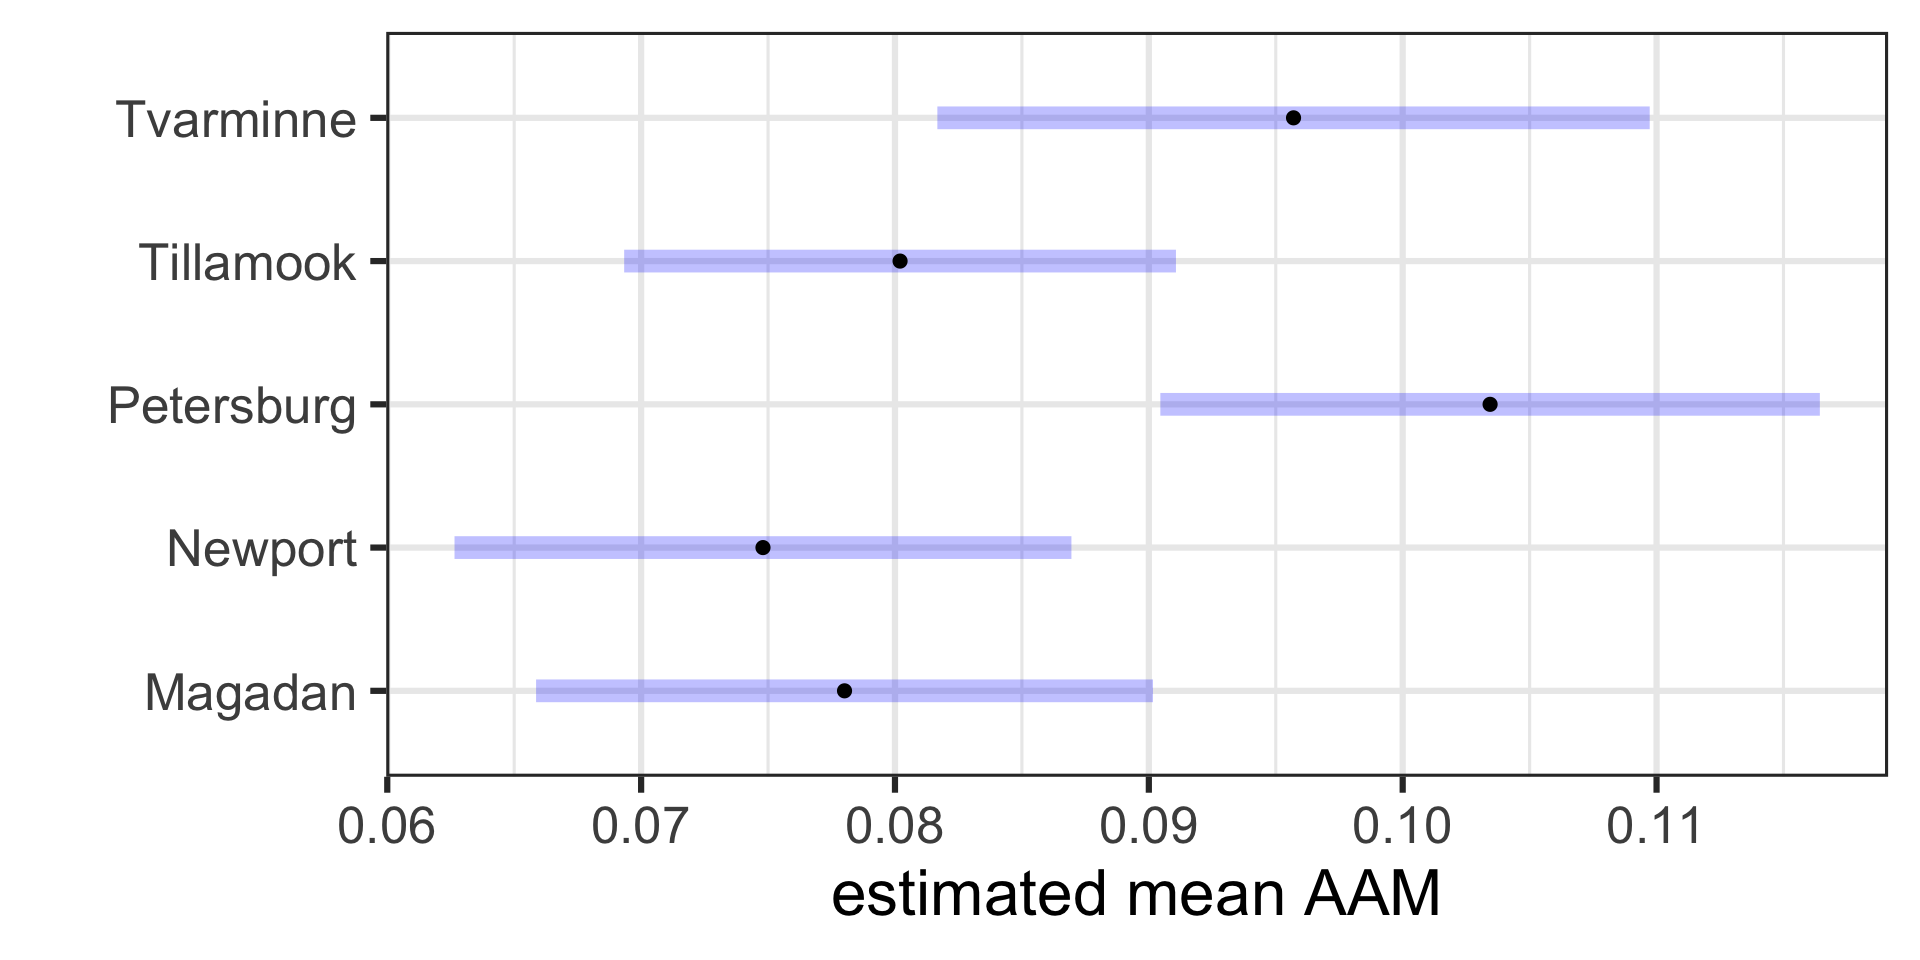 Tvarminne
Tillamook
Petersburg
Newport
Magadan
0.06 0.07 0.08 0.09 0.10 0.11
estimated mean AAM